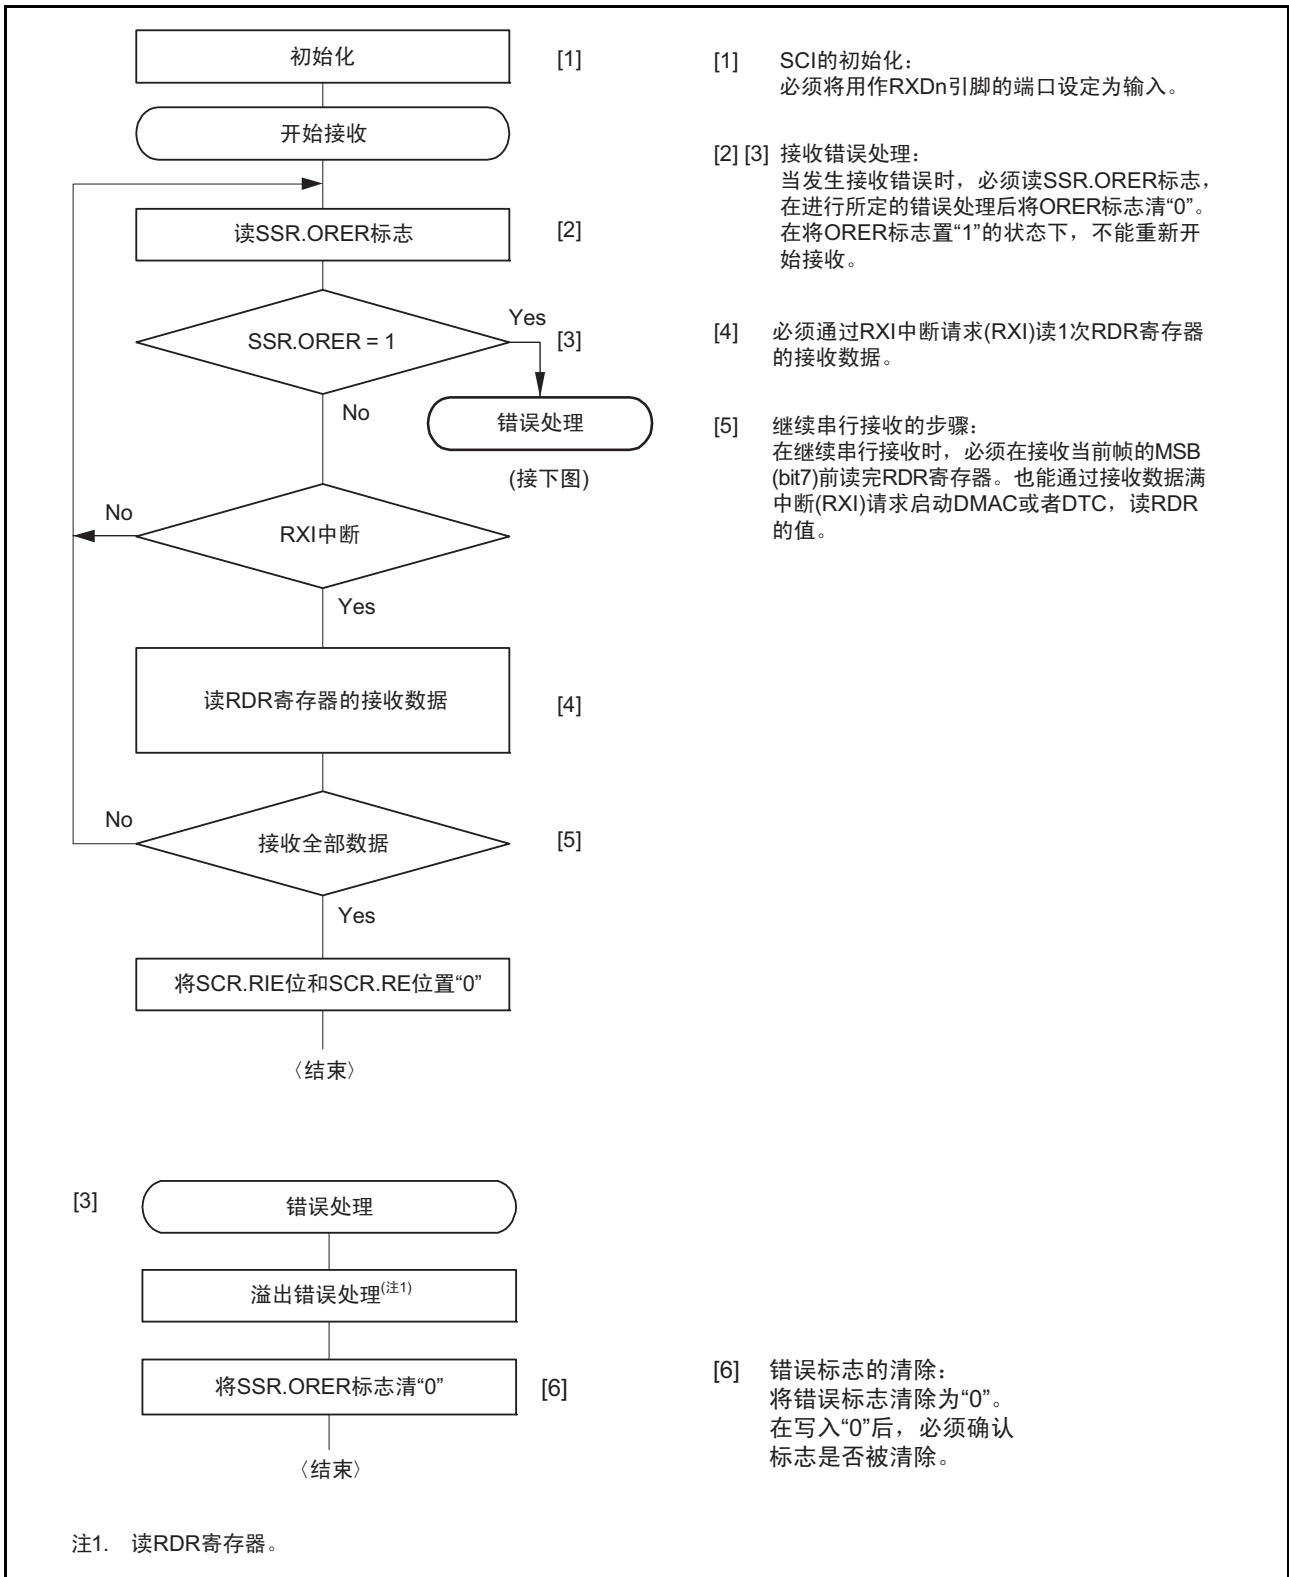 初始化
[1]
开始接收
读SSR.ORER标志
[2]
SSR.ORER = 1
Yes
[3]
No
错误处理
(接下图)
No
RXI中断
Yes
读RDR寄存器的接收数据
[4]
No
接收全部数据
[5]
Yes
将SCR.RIE位和SCR.RE位置“0”
〈结束〉
[1] SCI的初始化：
必须将用作RXDn引脚的端口设定为输入。
[2] [3] 接收错误处理：
当发生接收错误时，必须读SSR.ORER标志，
在进行所定的错误处理后将ORER标志清“0”。
在将ORER标志置“1”的状态下，不能重新开
始接收。
[4] 必须通过RXI中断请求(RXI)读1次RDR寄存器
的接收数据。
[5] 继续串行接收的步骤：
在继续串行接收时，必须在接收当前帧的MSB
(bit7)前读完RDR寄存器。也能通过接收数据满
中断(RXI)请求启动DMAC或者DTC，读RDR
的值。
[3]
错误处理
溢出错误处理(注1)
将SSR.ORER标志清“0”
[6]
〈结束〉
[6] 错误标志的清除：
将错误标志清除为“0”。
在写入“0”后，必须确认
标志是否被清除。
注1. 读RDR寄存器。